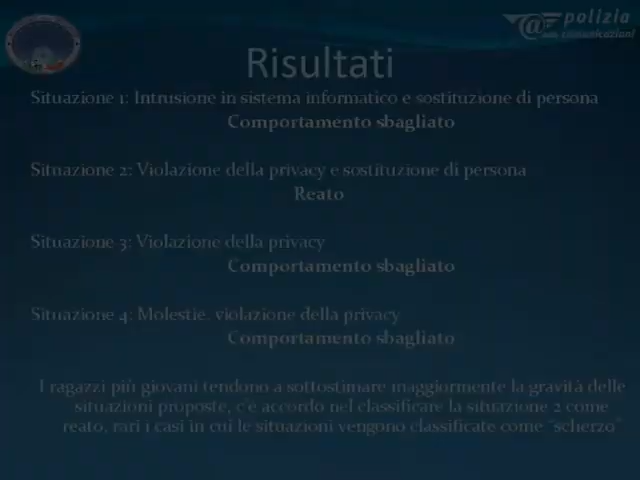 polizia
delle comunicazioni
Risultati
Situazione 1: Intrusione in sistema informatico e sostituzione di persona
Comportamento sbagliato
Situazione 2: Violazione della privacy e sostituzione di persona
Reato
Situazione 3: Violazione della privacy
Comportamento sbagliato
Situazione 4: Molestie, violazione della privacy
Comportamento sbagliato
I ragazzi più giovani tendono a sottostimare maggiormente la gravità delle
situazioni proposte, c'è accordo nel classificare la situazione 2 come
reato, rari i casi in cui le situazioni vengono classificate come "scherzo"